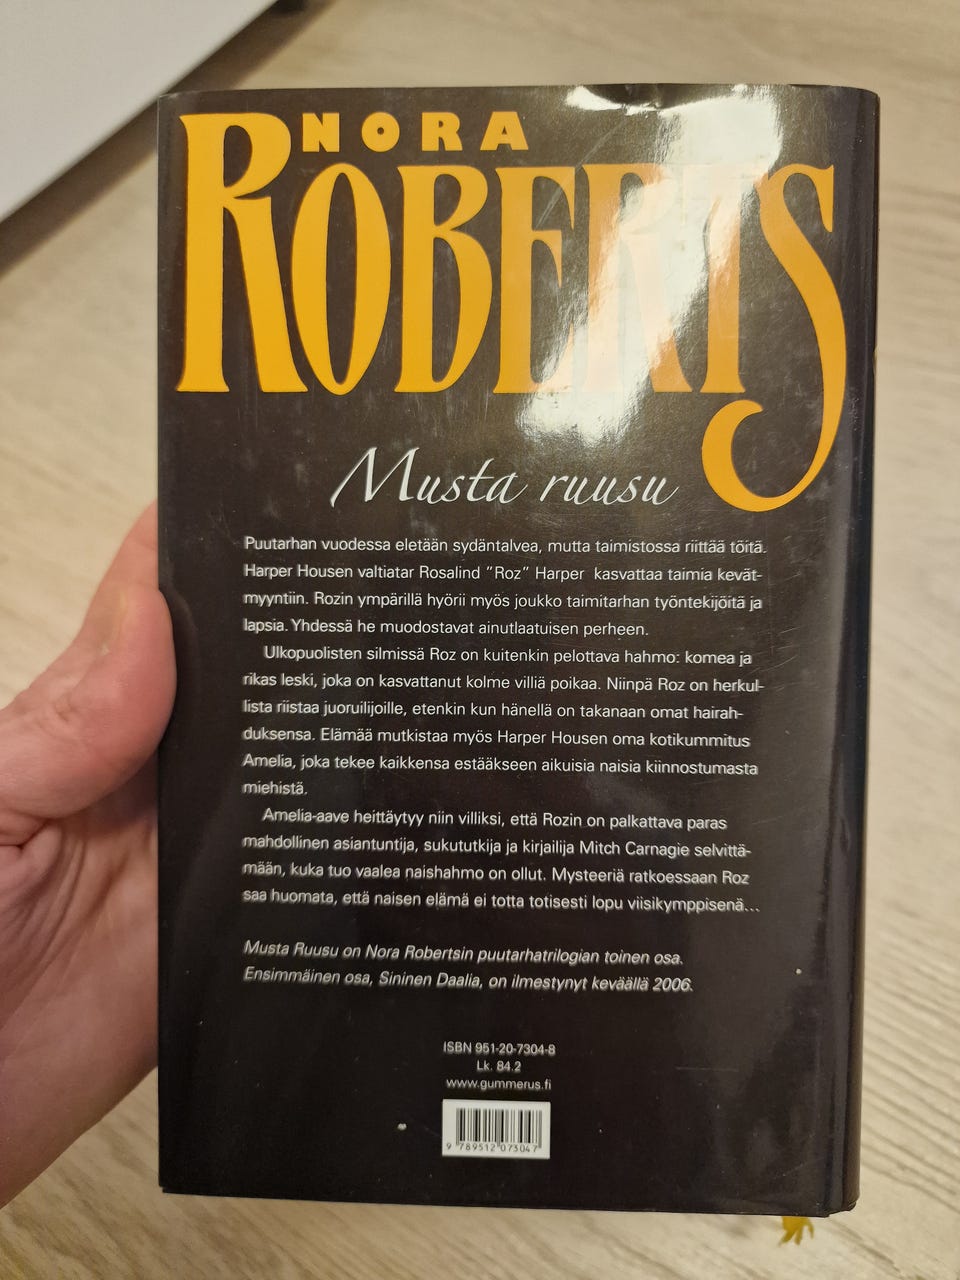 NORA
ROBERTS
Musta ruusu
Puutarhan vuodessa eletään sydäntalvea, mutta taimistossa riittää töitä.
Harper Housen valtiatar Rosalind ”Roz” Harper kasvattaa taimia kevät-
myyntiin. Rozin ympärillä hyörii myös joukko taimitarhan työntekijöitä ja
lapsia. Yhdessä he muodostavat ainutlaatuisen perheen.
Ulkopuolisten silmissä Roz on kuitenkin pelottava hahmo: komea ja
rikas leski, joka on kasvattanut kolme villiä poikaa. Niinpä Roz on herkul-
lista riistaa juoruilijoille, etenkin kun hänellä on takanaan omat hairah-
duksensa. Elämää mutkistaa myös Harper Housen oma kotikummitus
Amelia, joka tekee kaikkensa estääkseen aikuisia naisia kiinnostumasta
miehistä.
Amelia-aave heittäytyy niin villiksi, että Rozin on palkattava paras
mahdollinen asiantuntija, sukututkija ja kirjailija Mitch Carnagie selvittä-
mään, kuka tuo vaalea naishahmo on ollut. Mysteeriä ratkoessaan Roz
saa huomata, että naisen elämä ei totta totisesti lopu viisikymppisenä…
Musta Ruusu on Nora Robertsin puutarhatrilogian toinen osa.
Ensimmäinen osa, Sininen Daalia, on ilmestynyt keväällä 2006.
ISBN 951-20-7304-8
Lk. 84.2
www.gummerus.fi
9 789512 073047